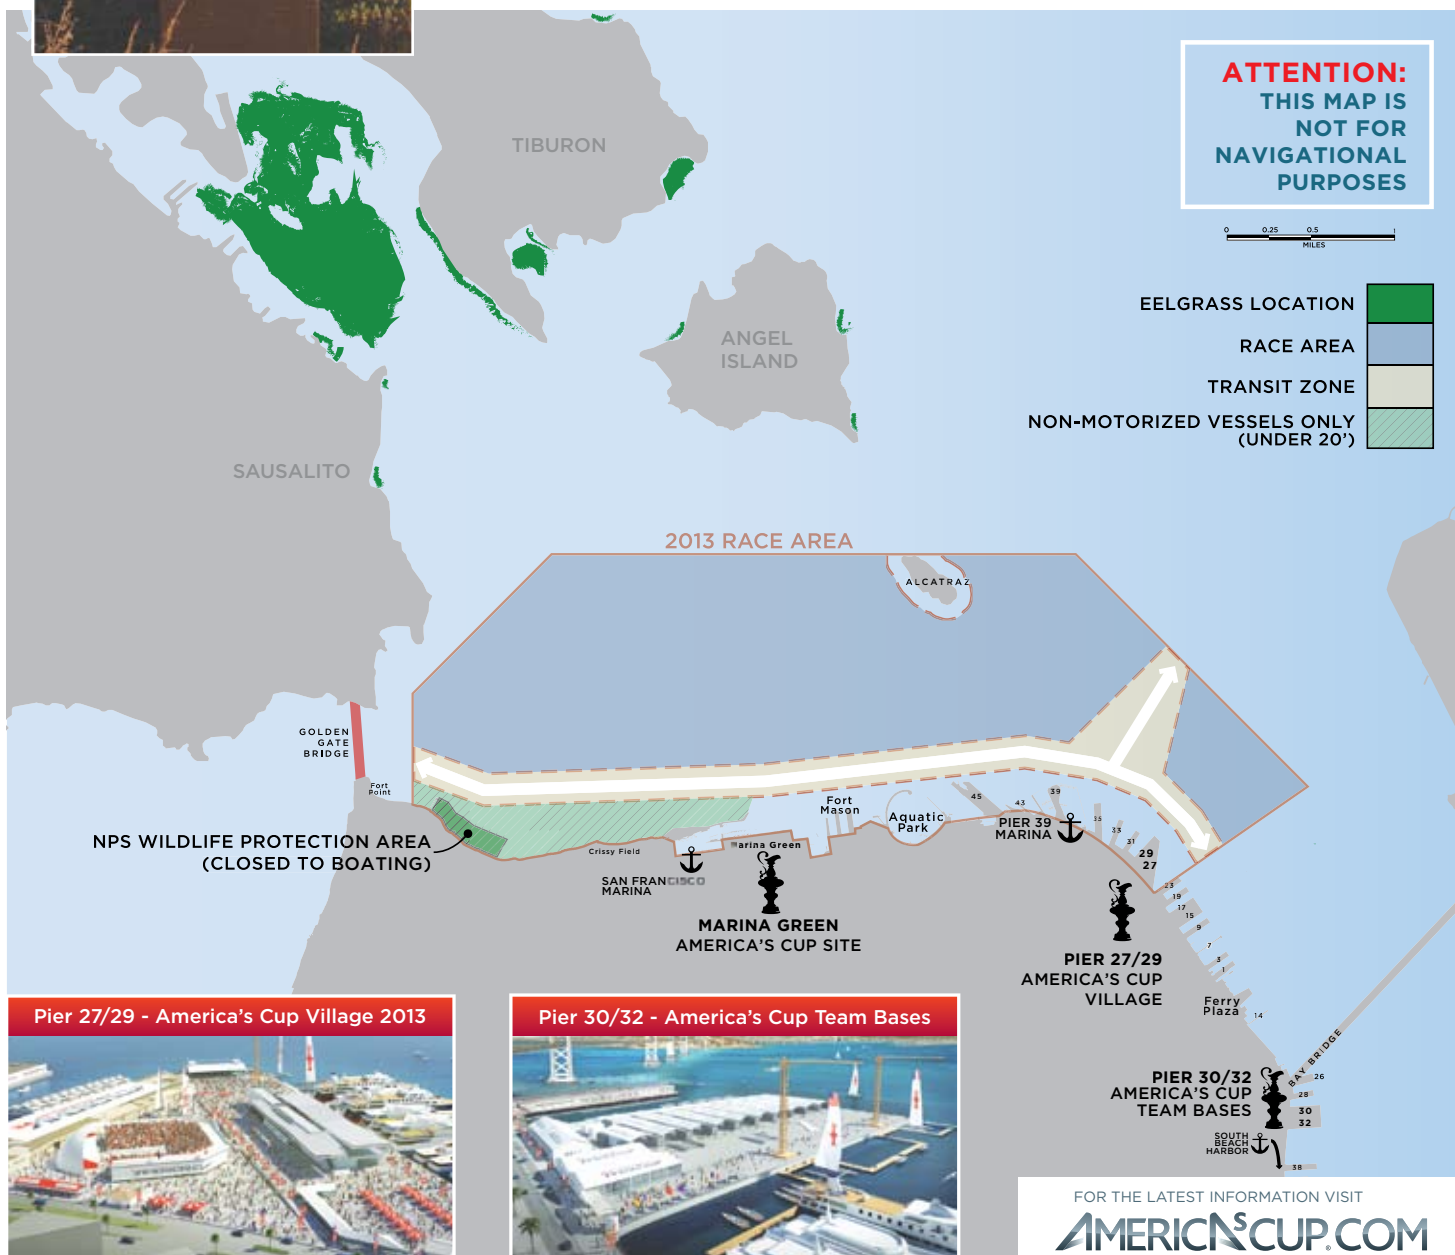 ATTENTION:
THIS MAP IS
NOT FOR
NAVIGATIONAL
PURPOSES
0 0.25 0.5 1
MILES
EELGRASS LOCATION
RACE AREA
TRANSIT ZONE
NON-MOTORIZED VESSELS ONLY
(UNDER 20')
TIBURON
ANGEL
ISLAND
SAUSALITO
2013 RACE AREA
ALCATRAZ
GOLDEN
GATE
BRIDGE
Fort
Point
NPS WILDLIFE PROTECTION AREA
(CLOSED TO BOATING)
Crissy Field
SAN FRANCISCO
MARINA
Marina Green
MARINA GREEN
AMERICA'S CUP SITE
Fort
Mason
Aquatic
Park
45
43
39
PIER 39
MARINA
35
33
31
29
27
23
19
17
15
9
7
3
1
PIER 27/29
AMERICA'S CUP
VILLAGE
Ferry
Plaza
14
BAY BRIDGE
PIER 30/32
AMERICA'S CUP
TEAM BASES
26
28
30
32
SOUTH
BEACH
HARBOR
38
Pier 27/29 - America's Cup Village 2013
Pier 30/32 - America's Cup Team Bases
FOR THE LATEST INFORMATION VISIT
AMERICASCUP.COM